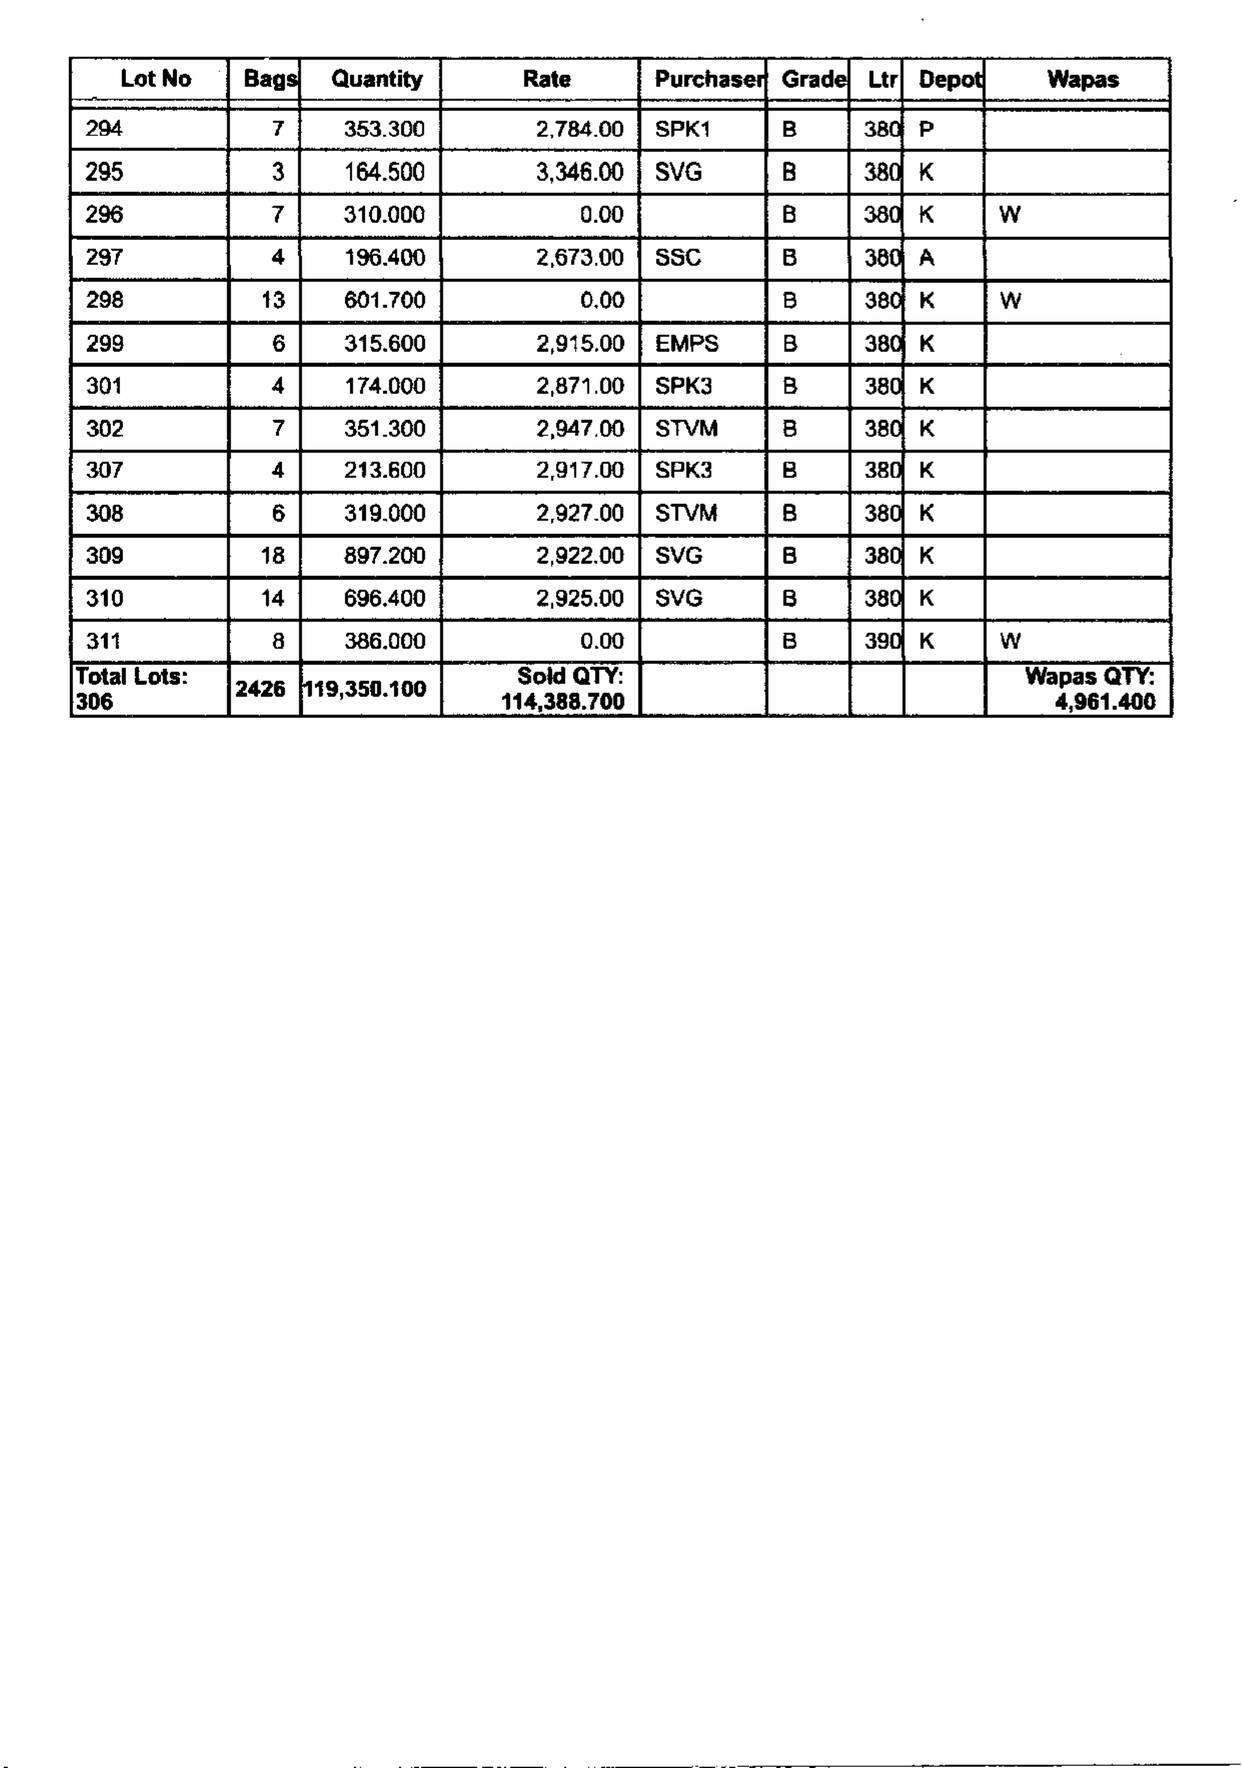 Lot No Bags Quantity Rate Purchaser Grade Ltr Depot Wapas
294 7 353.300 2,784.00 SPK1 B 380 P
295 3 164.500 3,346.00 SVG B 380 K
296 7 310.000 0.00 B 380 K W
297 4 196.400 2,673.00 SSC B 380 A
298 13 601.700 0.00 B 380 K W
299 6 315.600 2,915.00 EMPS B 380 K
301 4 174.000 2,871.00 SPK3 B 380 K
302 7 351.300 2,947.00 STVM B 380 K
307 4 213.600 2,917.00 SPK3 B 380 K
308 6 319.000 2,927.00 STVM B 380 K
309 18 897.200 2,922.00 SVG B 380 K
310 14 696.400 2,925.00 SVG B 380 K
311 8 386.000 0.00 B 390 K W
Total Lots: Sold QTY: Wapas QTY:
306 2426 119,350.100 114,388.700 4,961.400